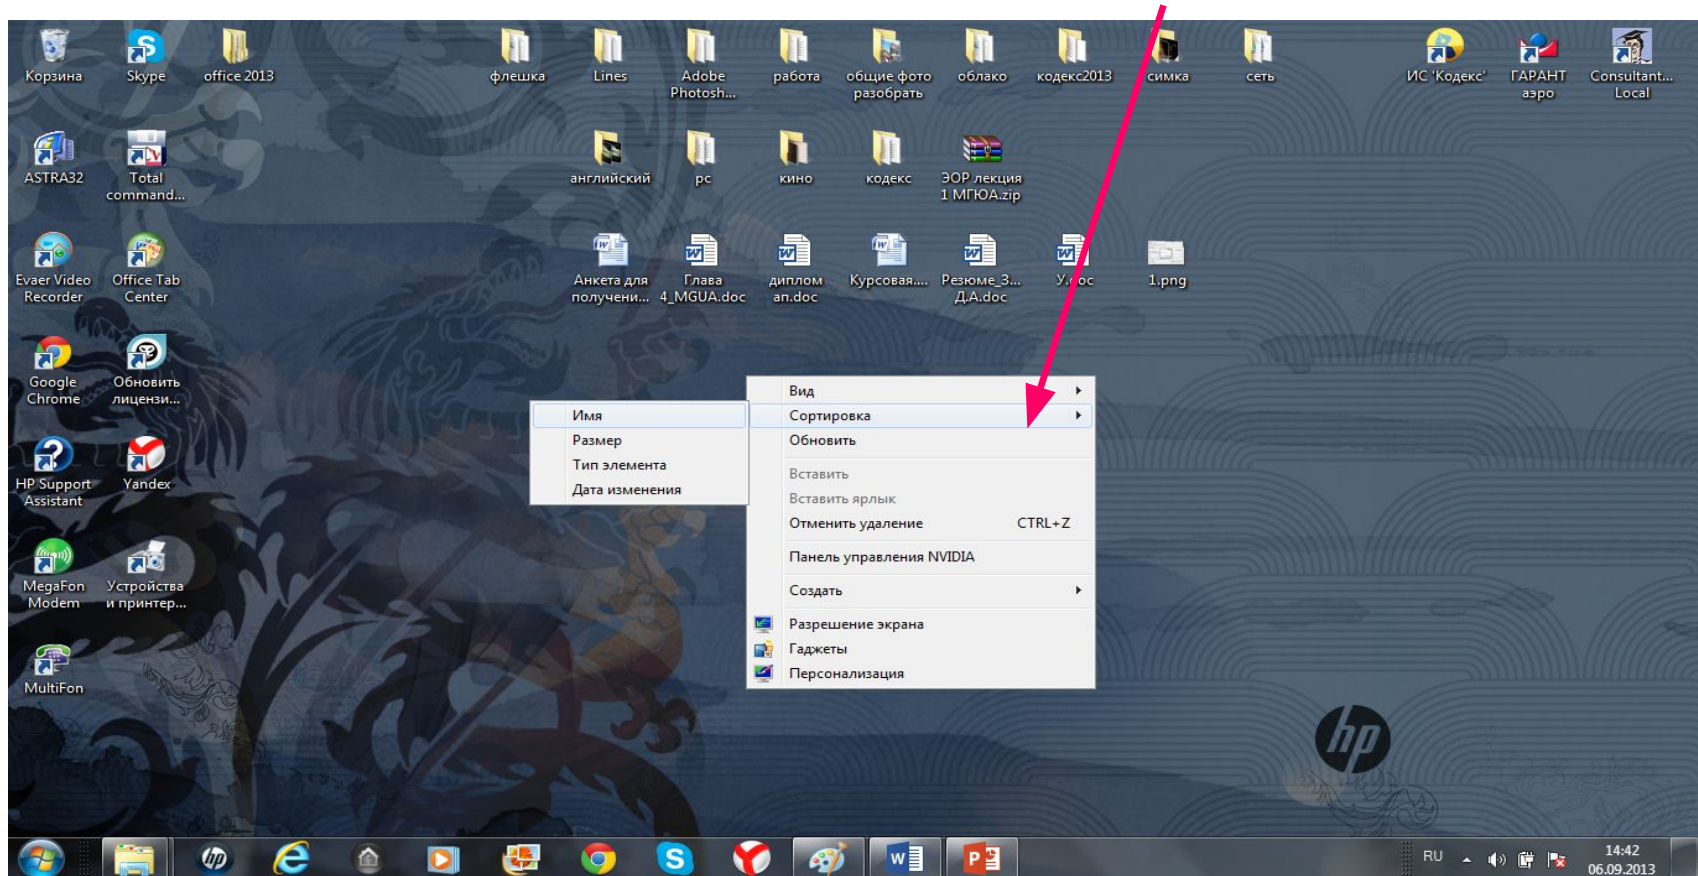 Корзина
Skype
office 2013
флешка
Lines
Adobe
Photosh...
работа
общие фото
разобрать
облако
кодекс2013
симка
сеть
ИС 'Кодекс'
ГАРАНТ
аэро
Consultant...
Local
ASTRA32
Total
command...
английский
рс
кино
кодекс
ЭОР лекция
1 МГЮА.zip
Evaer Video
Recorder
Office Tab
Center
Анкета для
получени...
Глава
4_MGUA.doc
диплом
an.doc
Курсовая....
Резюме_З...
Д.А.doc
1.png
Google
Chrome
Обновить
лицензи...
HP Support
Assistant
Yandex
MegaFon
Modem
Устройства
и принтер...
MultiFon
Имя
Размер
Тип элемента
Дата изменения
Вид
Сортировка
Обновить
Вставить
Вставить ярлык
Отменить удаление CTRL+Z
Панель управления NVIDIA
Создать
Разрешение экрана
Гаджеты
Персонализация
hp
RU
14:42
06.09.2013